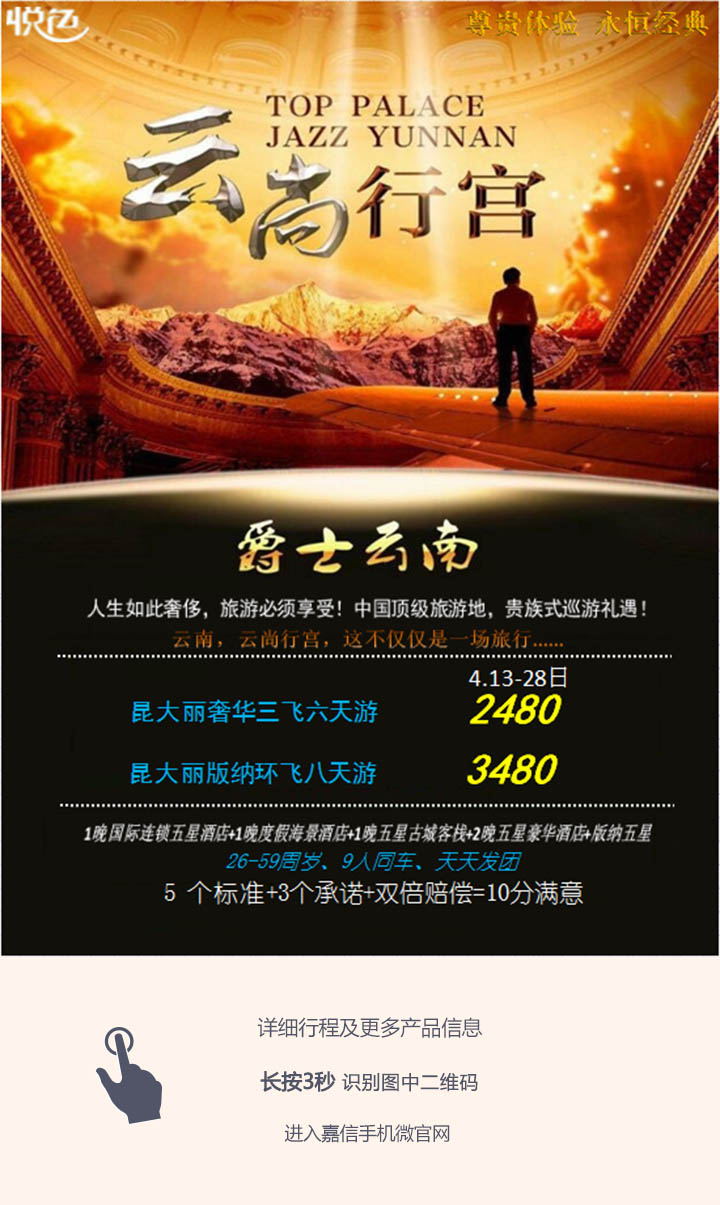 悦色
尊贵体验 永恒经典
TOP PALACE
JAZZ YUNNAN
云尚行宫
爵士云南
人生如此奢侈，旅游必须享受！中国顶级旅游地，贵族式巡游礼遇！
云南，云尚行宫，这不仅仅是一场旅行......
4.13-28日
昆大丽奢华三飞六天游 2480
昆大丽版纳环飞八天游 3480
1晚国际连锁五星酒店+1晚度假海景酒店+1晚五星古城客栈+2晚五星豪华酒店+版纳五星
26-59周岁、9人同车、天天发团
5 个标准+3个承诺+双倍赔偿=10分满意
详细行程及更多产品信息
长按3秒 识别图中二维码
进入嘉信手机微官网